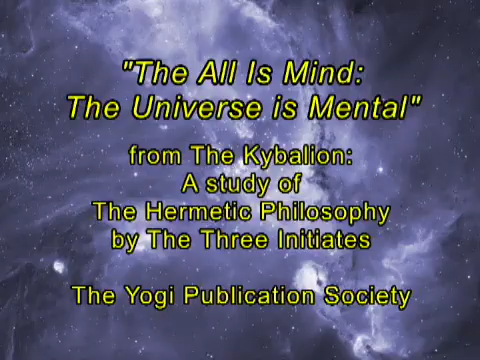 "The All Is Mind:
The Universe is Mental"
from The Kybalion:
A study of
The Hermetic Philosophy
by The Three Initiates
The Yogi Publication Society